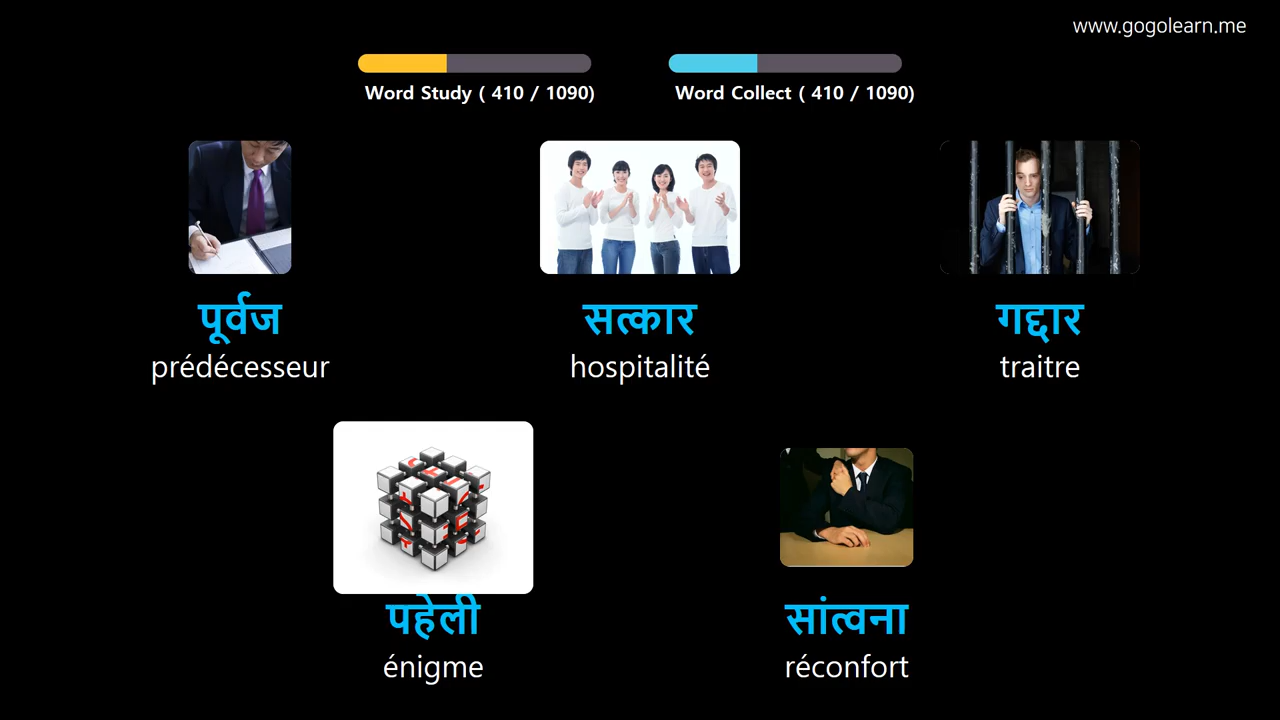 www.gogolearn.me
Word Study ( 410 / 1090)
Word Collect ( 410 / 1090)
पूर्वज
prédécesseur
सत्कार
hospitalité
गद्दार
traitre
पहेली
énigme
सांत्वना
réconfort